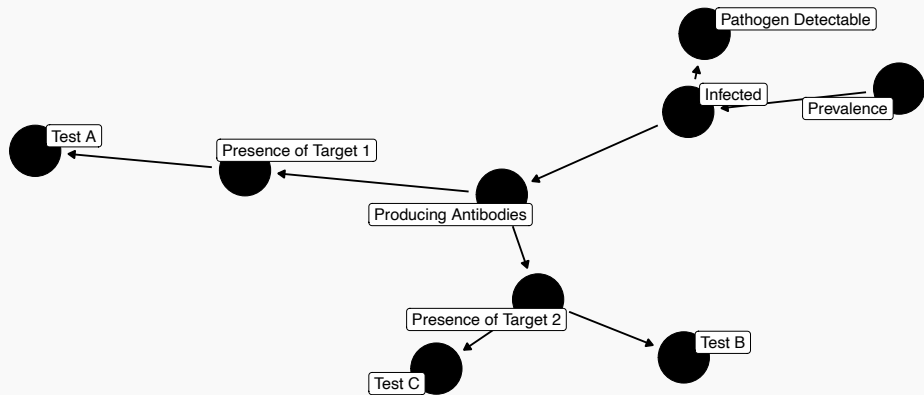 Pathogen Detectable
Infected
Prevalence
Test A
Presence of Target 1
Producing Antibodies
Presence of Target 2
Test B
Test C